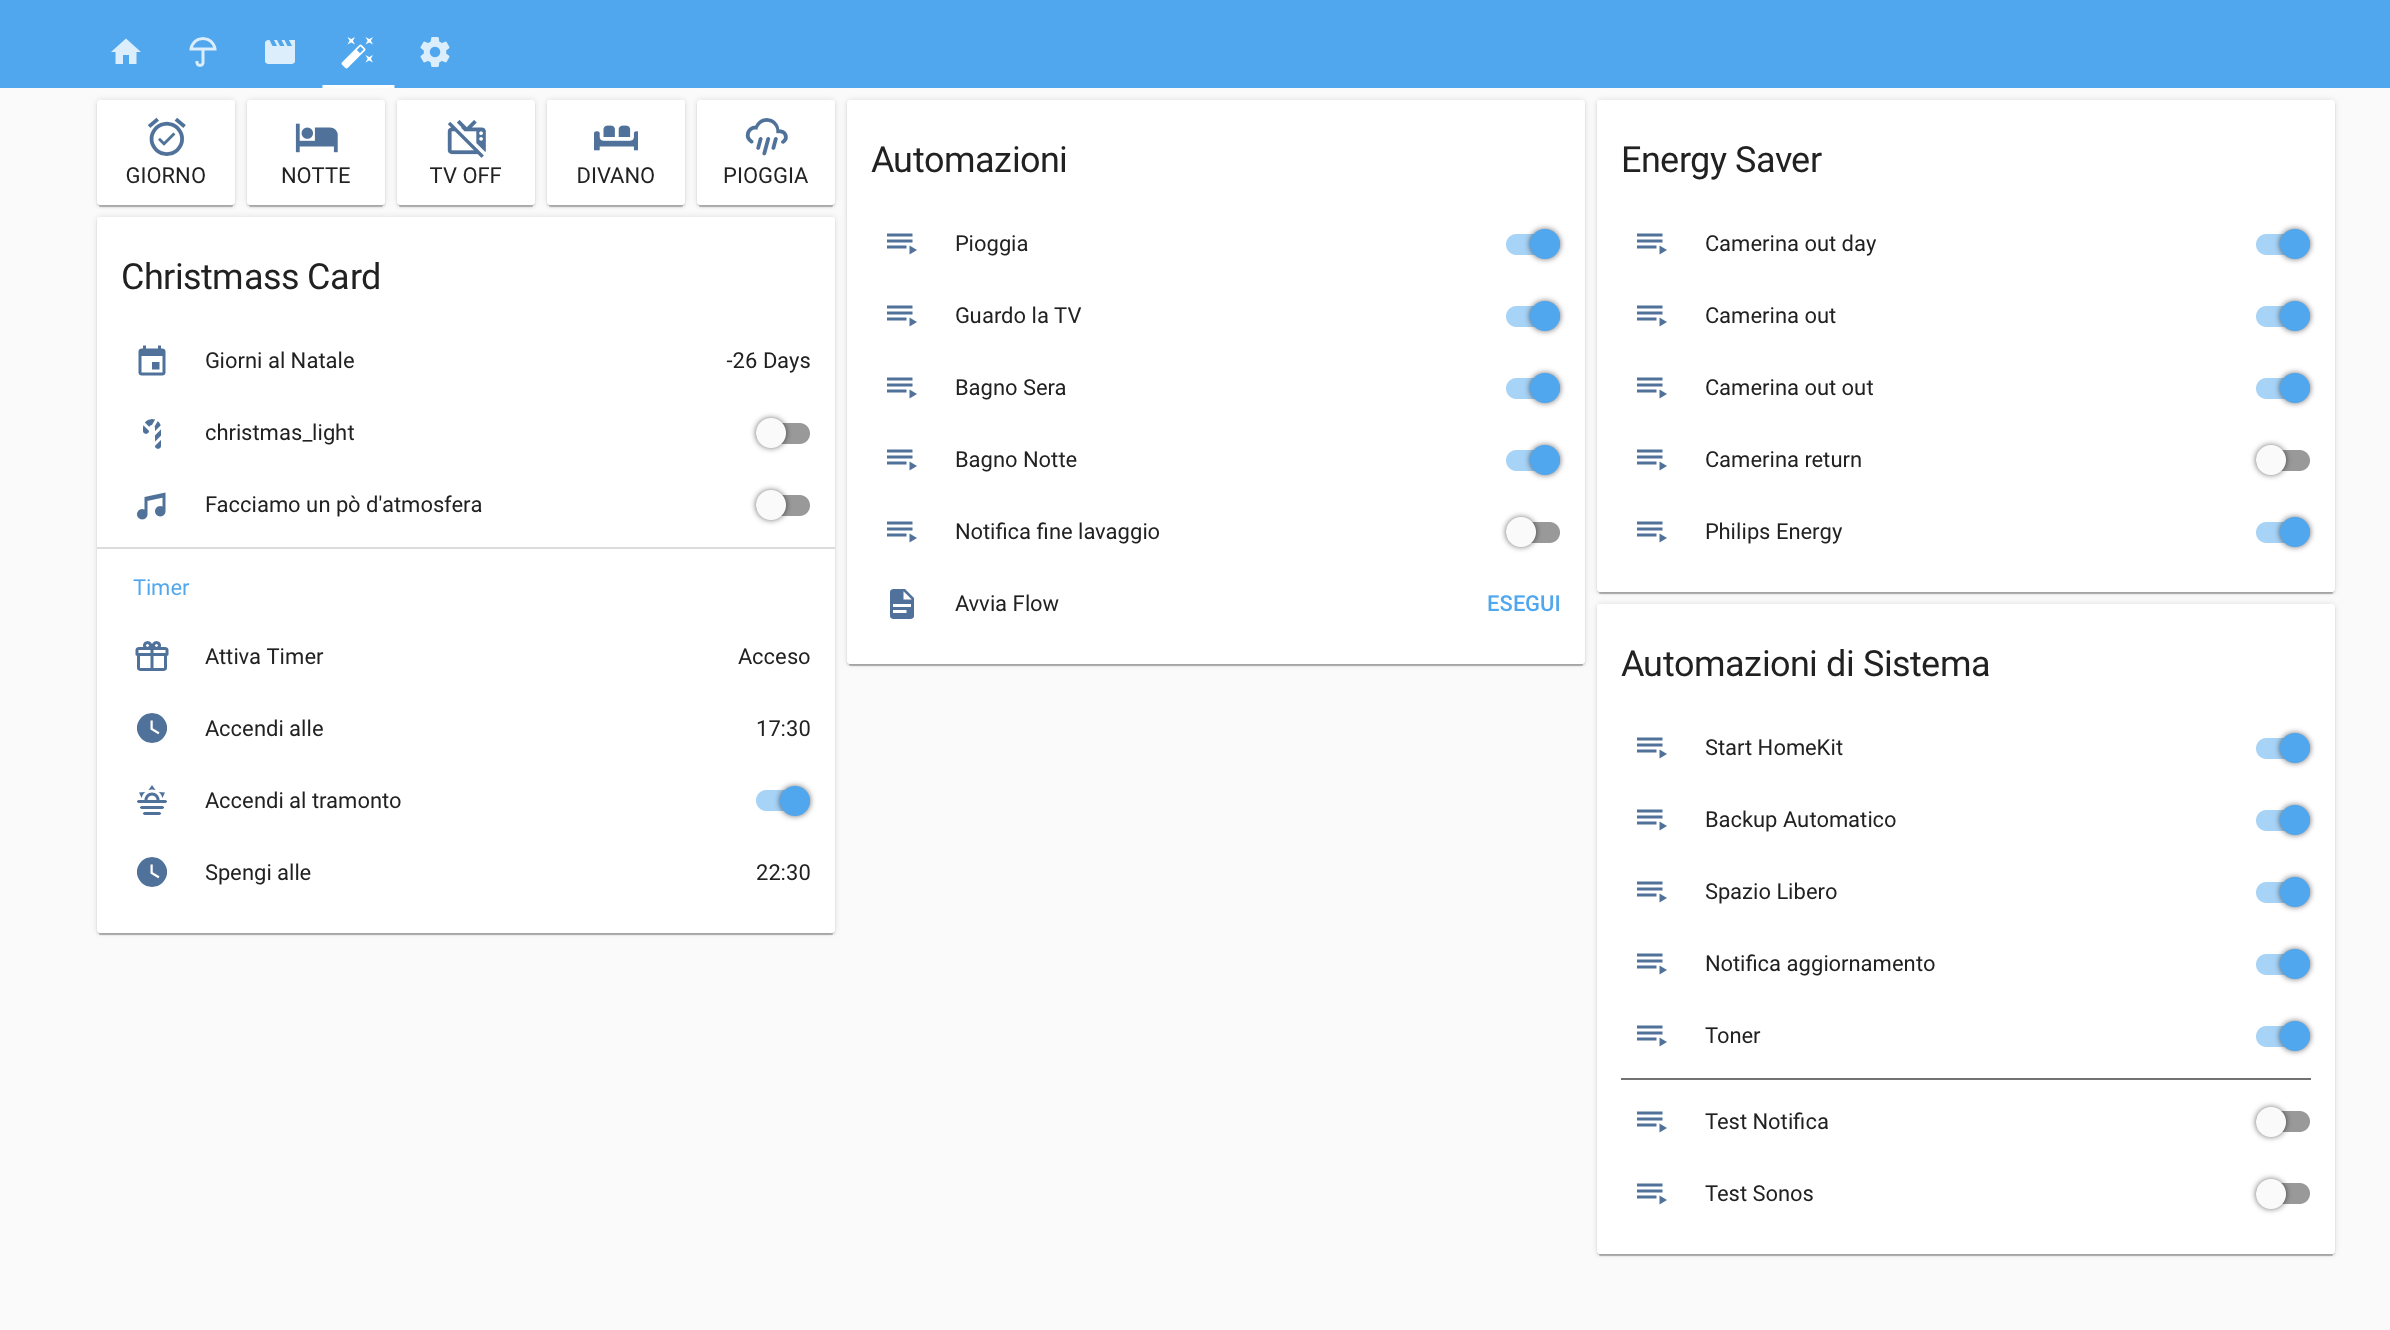 GIORNO
NOTTE
TV OFF
DIVANO
PIOGGIA
Christmass Card
Giorni al Natale -26 Days
christmas_light
Facciamo un pò d'atmosfera
Timer
Attiva Timer Acceso
Accendi alle 17:30
Accendi al tramonto
Spengi alle 22:30
Automazioni
Pioggia
Guardo la TV
Bagno Sera
Bagno Notte
Notifica fine lavaggio
Avvia Flow ESEGUI
Energy Saver
Camerina out day
Camerina out
Camerina out out
Camerina return
Philips Energy
Automazioni di Sistema
Start HomeKit
Backup Automatico
Spazio Libero
Notifica aggiornamento
Toner
Test Notifica
Test Sonos